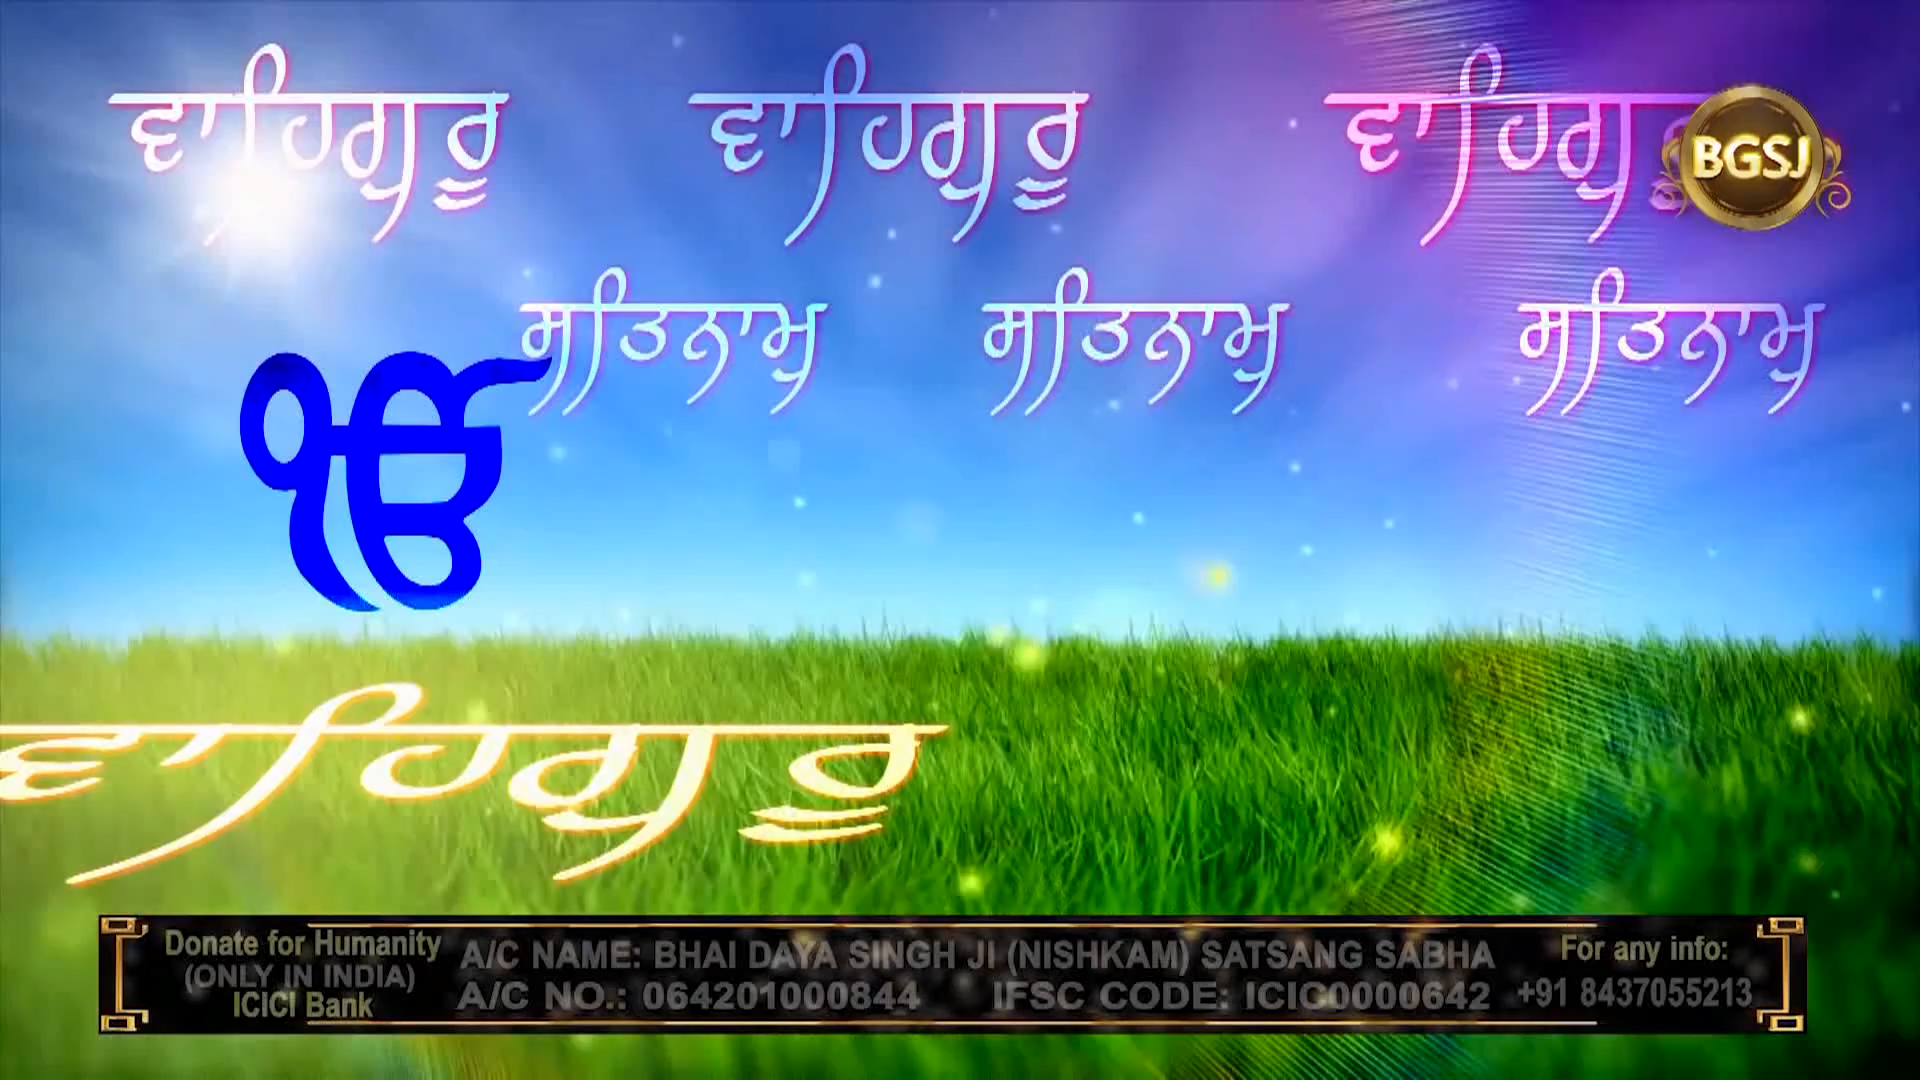 ਵਾਹਿਗੁਰੂ ਵਾਹਿਗੁਰੂ ਵਾਹਿਗੁਰੂ
BGSJ
ਸਤਿਨਾਮੁ ਸਤਿਨਾਮੁ ਸਤਿਨਾਮੁ
ੴ
ਵਾਹਿਗੁਰੂ
Donate for Humanity
(ONLY IN INDIA)
ICICI Bank
A/C NAME: BHAI DAYA SINGH JI (NISHKAM) SATSANG SABHA
A/C NO.: 064201000844 IFSC CODE: ICIC0000642
For any info:
+91 8437055213